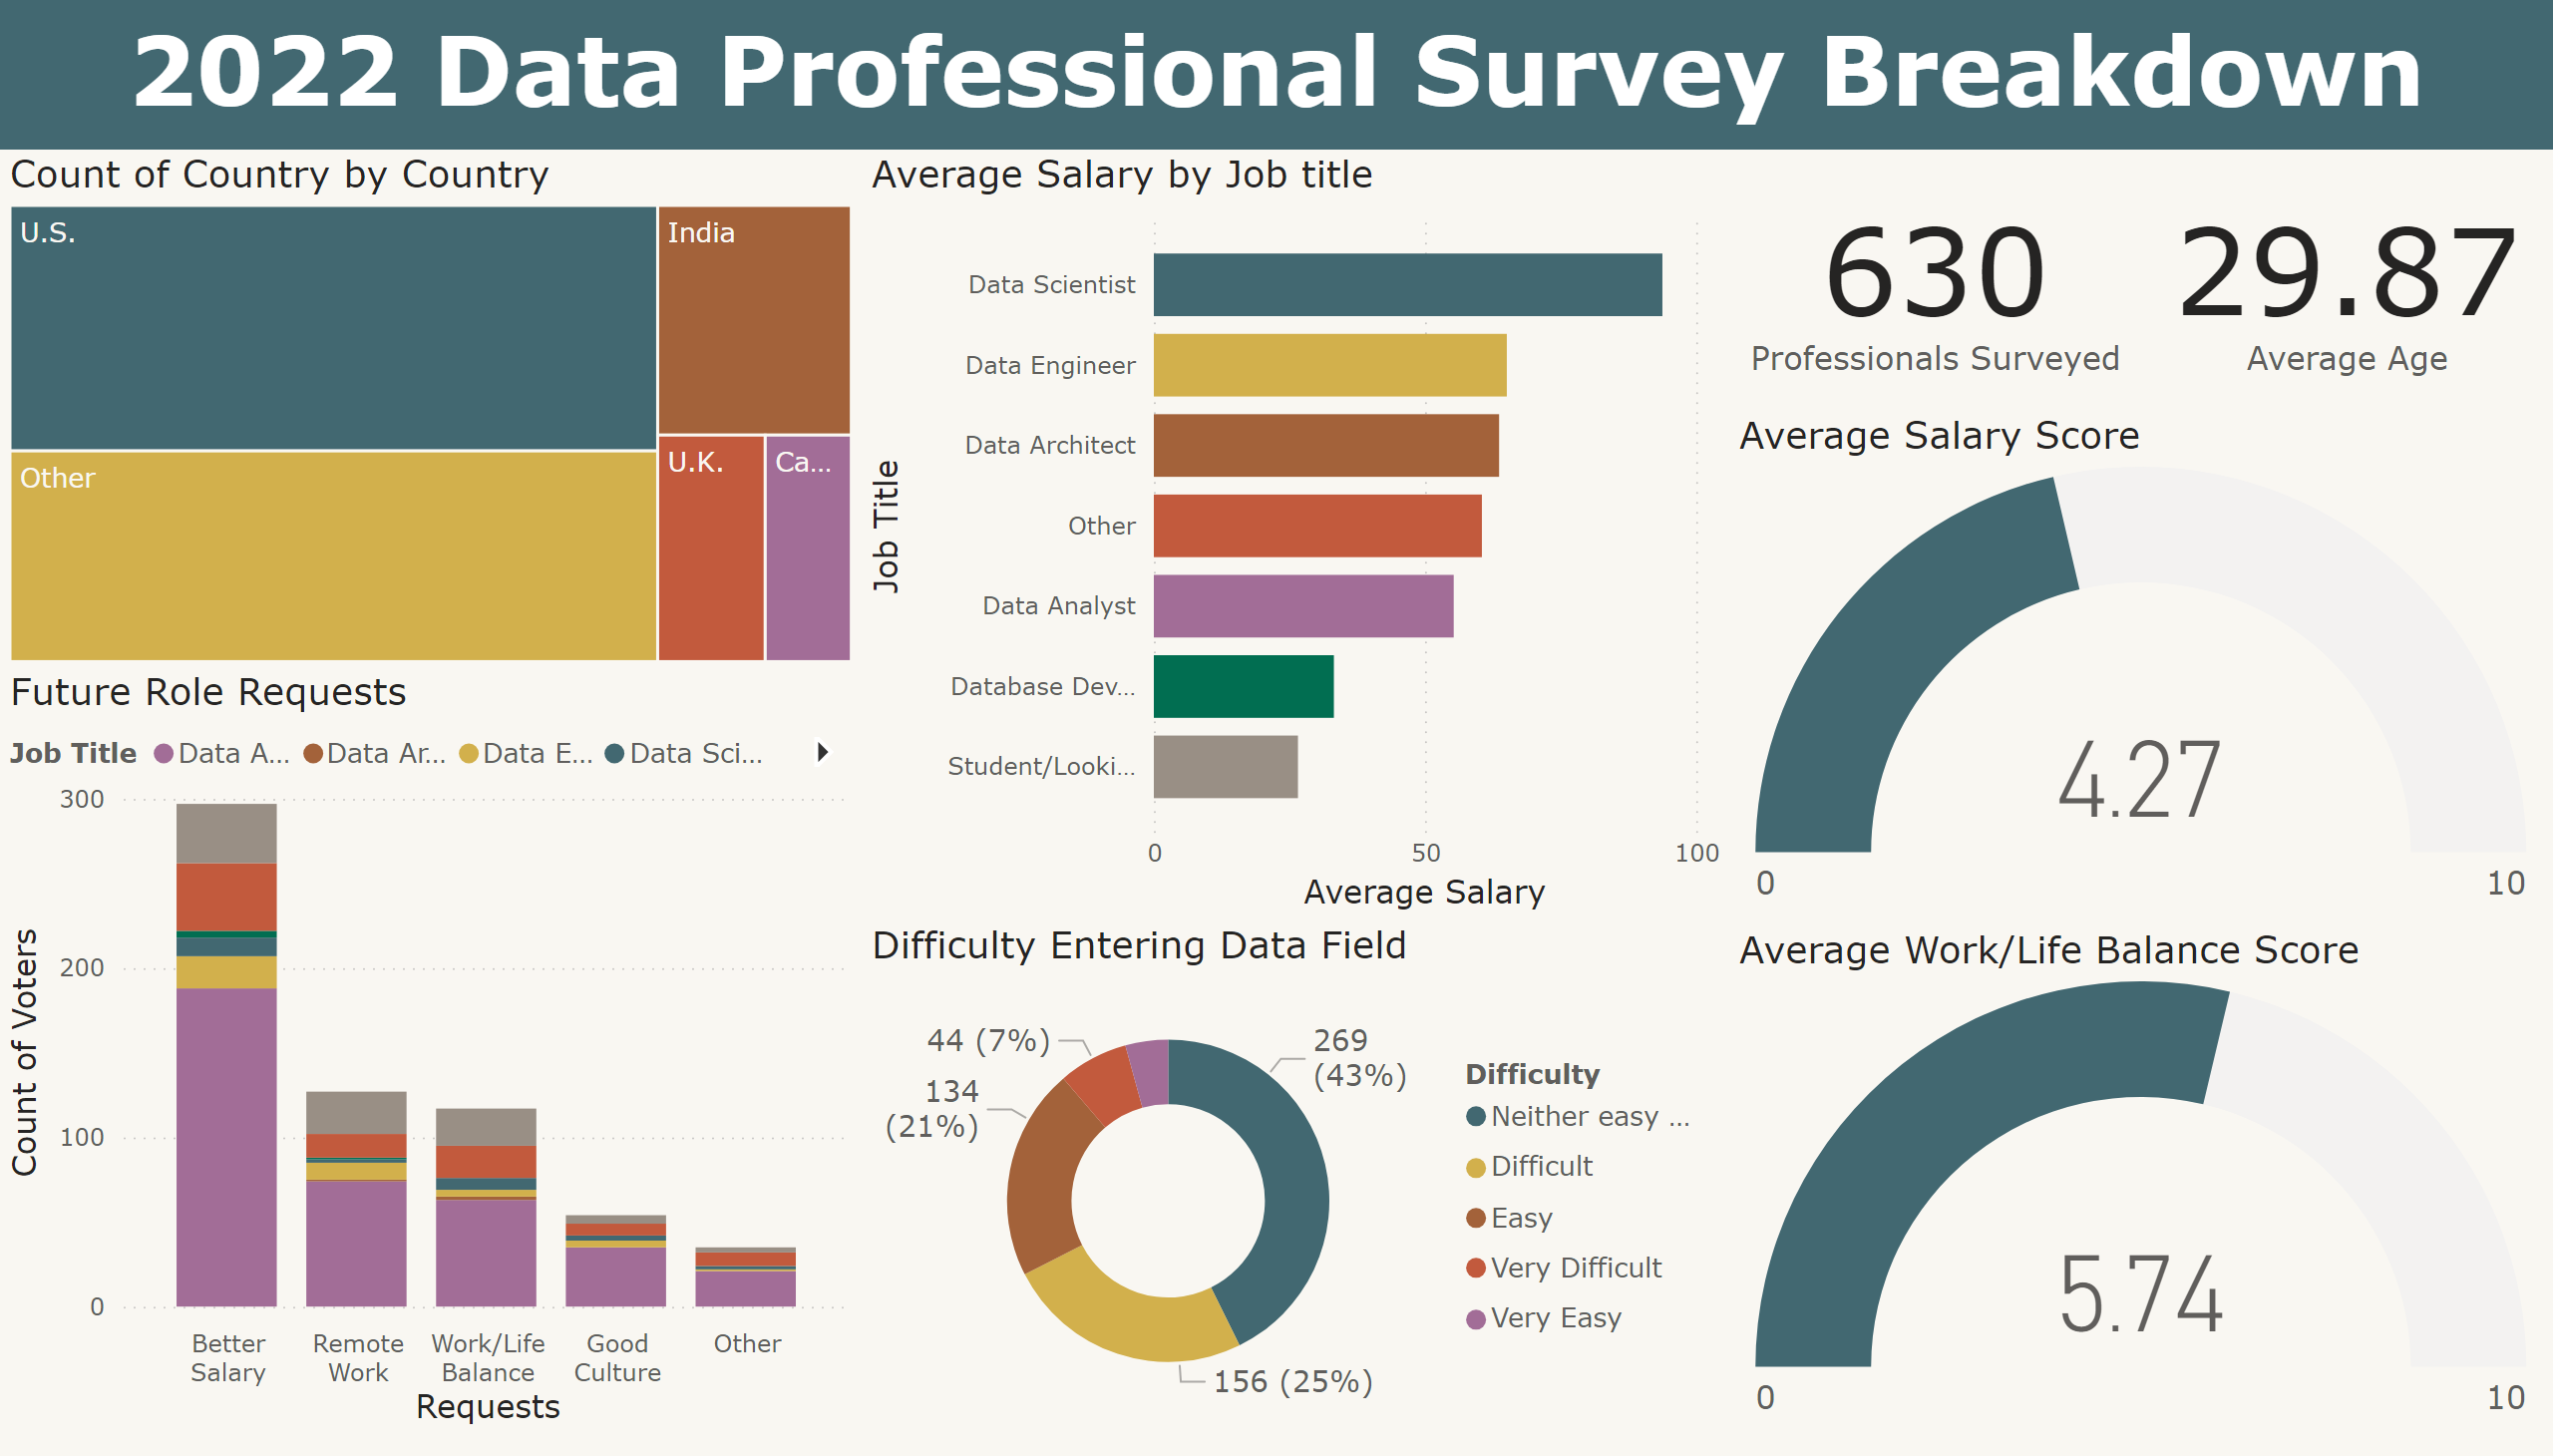 2022 Data Professional Survey Breakdown
Count of Country by Country
U.S.
India
Other
U.K.
Ca...
Future Role Requests
Job Title
Data A...
Data Ar...
Data E...
Data Sci...
Count of Voters
300
200
100
0
Better
Salary
Remote
Work
Work/Life
Balance
Good
Culture
Other
Requests
Average Salary by Job title
Job Title
Data Scientist
Data Engineer
Data Architect
Other
Data Analyst
Database Dev...
Student/Looki...
0
50
100
Average Salary
Difficulty Entering Data Field
44 (7%)
134
(21%)
269
(43%)
156 (25%)
Difficulty
Neither easy ...
Difficult
Easy
Very Difficult
Very Easy
630
Professionals Surveyed
29.87
Average Age
Average Salary Score
4.27
0
10
Average Work/Life Balance Score
5.74
0
10